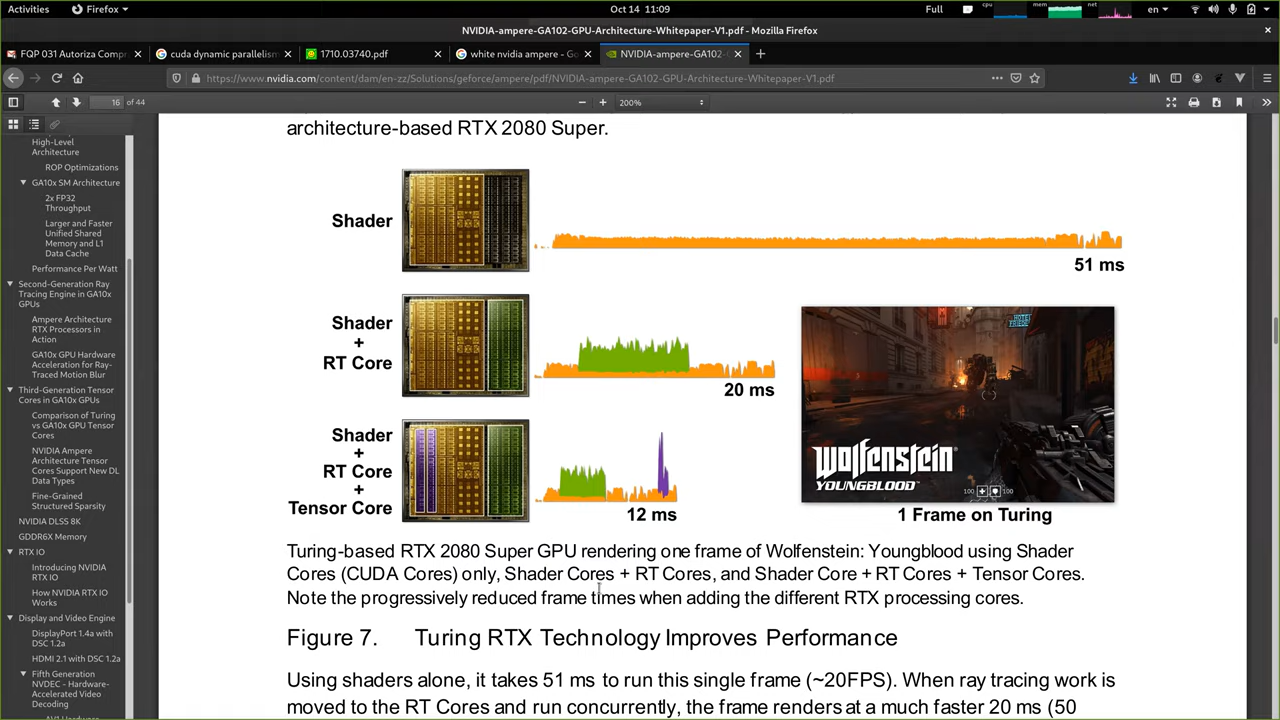 Activities
Firefox
Oct 14 11:09
cpu
mem
net
Full
en
NVIDIA-ampere-GA102-GPU-Architecture-Whitepaper-V1.pdf - Mozilla Firefox
FQP 031 Autoriza Comp
cuda dynamic parallelism
1710.03740.pdf
white nvidia ampere - Go
NVIDIA-ampere-GA102-
https://www.nvidia.com/content/dam/en-zz/Solutions/geforce/ampere/pdf/NVIDIA-ampere-GA102-GPU-Architecture-Whitepaper-V1.pdf
16 of 44
200%
High-Level
Architecture
ROP Optimizations
GA10x SM Architecture
2x FP32
Throughput
Larger and Faster
Unified Shared
Memory and L1
Data Cache
Performance Per Watt
Second-Generation Ray
Tracing Engine in GA10x
GPUs
Ampere Architecture
RTX Processors in
Action
GA10x GPU Hardware
Acceleration for Ray-
Traced Motion Blur
Third-Generation Tensor
Cores in GA10x GPUs
Comparison of Turing
vs GA10x GPU Tensor
Cores
NVIDIA Ampere
Architecture Tensor
Cores Support New DL
Data Types
Fine-Grained
Structured Sparsity
NVIDIA DLSS 8K
GDDR6X Memory
RTX IO
Introducing NVIDIA
RTX IO
How NVIDIA RTX IO
Works
Display and Video Engine
DisplayPort 1.4a with
DSC 1.2a
HDMI 2.1 with DSC 1.2a
Fifth Generation
NVDEC - Hardware-
Accelerated Video
Decoding
AV1 Hardware
architecture-based RTX 2080 Super.
Shader
51 ms
Shader
+
RT Core
20 ms
Shader
+
RT Core
+
Tensor Core
12 ms
HOTEL
FRIEDE
Wolfenstein
YOUNGBLOOD
100
100
1 Frame on Turing
Turing-based RTX 2080 Super GPU rendering one frame of Wolfenstein: Youngblood using Shader
Cores (CUDA Cores) only, Shader Cores + RT Cores, and Shader Core + RT Cores + Tensor Cores.
Note the progressively reduced frame times when adding the different RTX processing cores.
Figure 7. Turing RTX Technology Improves Performance
Using shaders alone, it takes 51 ms to run this single frame (~20FPS). When ray tracing work is
moved to the RT Cores and run concurrently, the frame renders at a much faster 20 ms (50